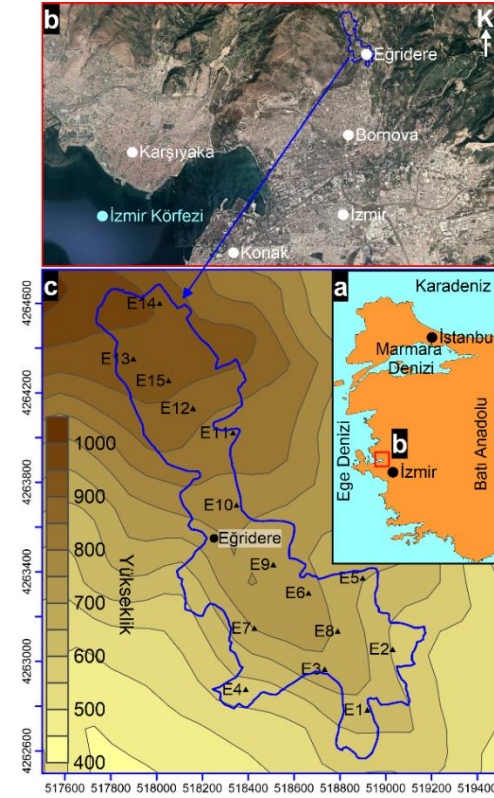 b
K
Eğridere
Bornova
Karşıyaka
İzmir Körfezi
İzmir
Konak
c
a
Karadeniz
İstanbu
Marmara
Denizi
Ege Denizi
b
İzmir
Batı Anadolu
E14
E13
E15
E12
E11
E10
Eğridere
E9
E5
E6
E7
E8
E2
E3
E4
E1
Yükseklik
1000
900
800
700
600
500
400
4264600
4264200
4263800
4263400
4263000
4262600
517600 517800 518000 518200 518400 518600 518800 519000 519200 519400